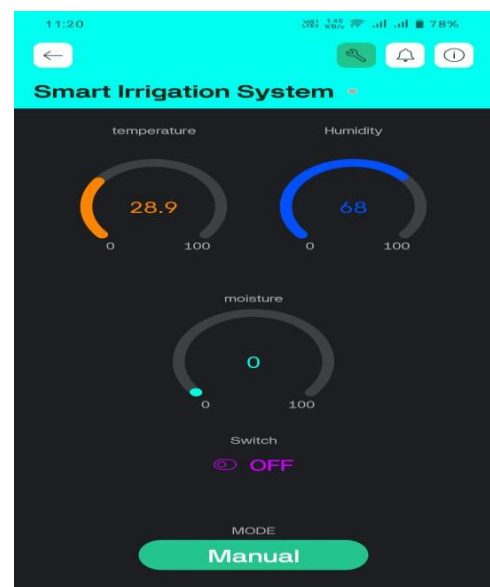 11:20 78%
Smart Irrigation System
temperature Humidity
28.9 68
0 100 0 100
moisture
0
0 100
Switch
OFF
MODE
Manual